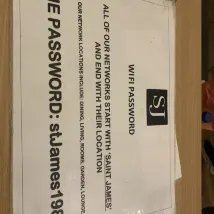 SJ
WIFI PASSWORD
ALL OF OUR NETWORKS START WITH 'SAINT JAMES'
AND END WITH THEIR LOCATION
OUR NETWORK LOCATIONS INCLUDE: DINING, LIVING, ROOMS, GARDEN, LOUNGE
PASSWORD: stJames198